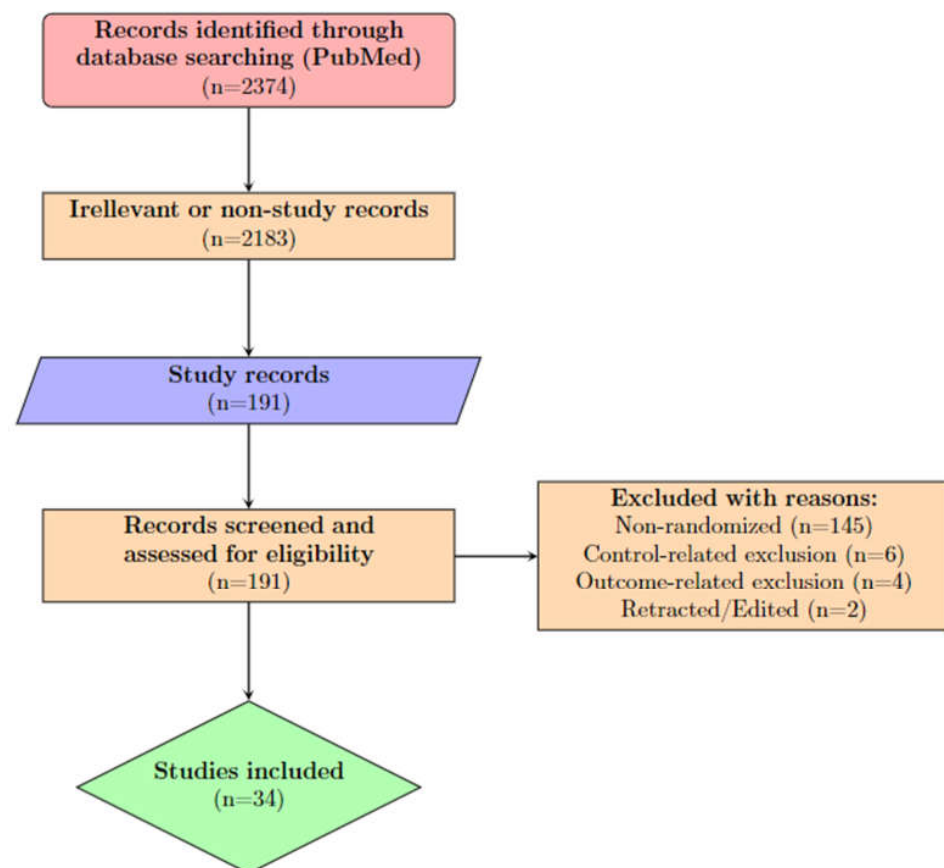 Records identified through
database searching (PubMed)
(n=2374)
Irellevant or non-study records
(n=2183)
Study records
(n=191)
Records screened and
assessed for eligibility
(n=191)
Excluded with reasons:
Non-randomized (n=145)
Control-related exclusion (n=6)
Outcome-related exclusion (n=4)
Retracted/Edited (n=2)
Studies included
(n=34)